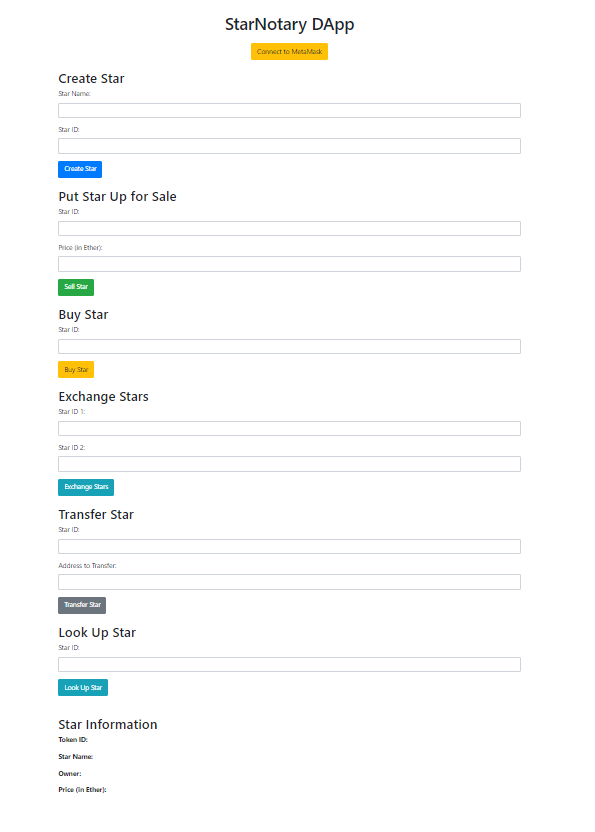 StarNotary DApp
Connect to MetaMask
Create Star
Star Name:
Star ID:
Create Star
Put Star Up for Sale
Star ID:
Price (in Ether):
Sell Star
Buy Star
Star ID:
Buy Star
Exchange Stars
Star ID 1:
Star ID 2:
Exchange Stars
Transfer Star
Star ID:
Address to Transfer:
Transfer Star
Look Up Star
Star ID:
Look Up Star
Star Information
Token ID:
Star Name:
Owner:
Price (in Ether):